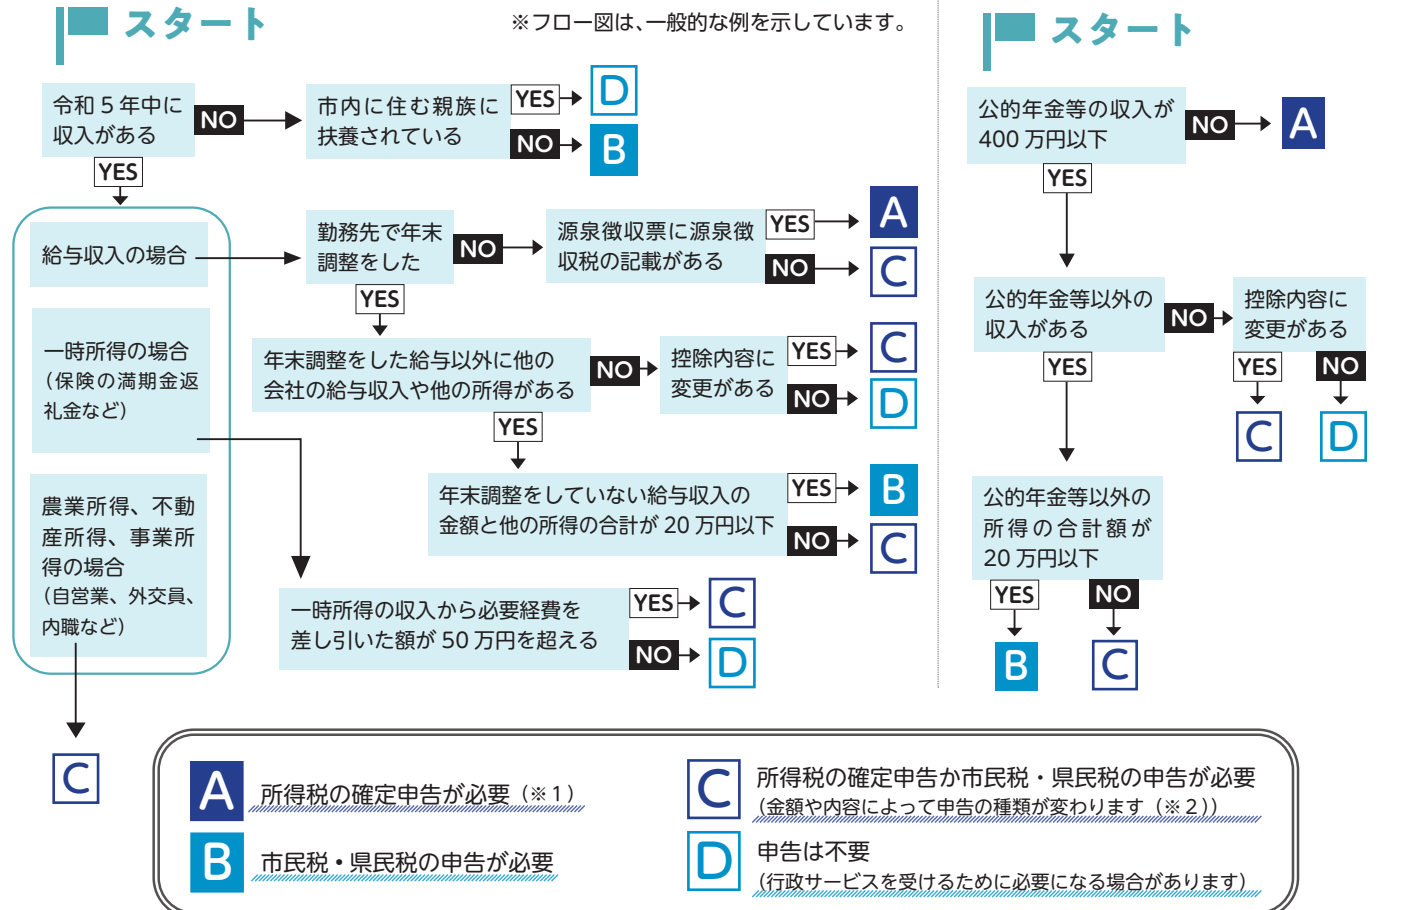 スタート
※フロー図は、一般的な例を示しています。
令和５年中に
収入がある
NO
市内に住む親族に
扶養されている
YES
D
NO
B
YES
給与収入の場合
勤務先で年末
調整をした
NO
源泉徴収票に源泉徴
収税の記載がある
YES
A
NO
C
YES
年末調整をした給与以外に他の
会社の給与収入や他の所得がある
NO
控除内容に
変更がある
YES
C
NO
D
YES
年末調整をしていない給与収入の
金額と他の所得の合計が 20 万円以下
YES
B
NO
C
一時所得の場合
（保険の満期金返
礼金など）
一時所得の収入から必要経費を
差し引いた額が 50 万円を超える
YES
C
NO
D
農業所得、不動
産所得、事業所
得の場合
（自営業、外交員、
内職など）
C
スタート
公的年金等の収入が
400 万円以下
NO
A
YES
公的年金等以外の
収入がある
NO
控除内容に
変更がある
YES
NO
C
D
YES
公的年金等以外の
所得の合計額が
20 万円以下
YES
NO
B
C
A
所得税の確定申告が必要（※１）
B
市民税・県民税の申告が必要
C
所得税の確定申告か市民税・県民税の申告が必要
（金額や内容によって申告の種類が変わります（※２））
D
申告は不要
（行政サービスを受けるために必要になる場合があります）